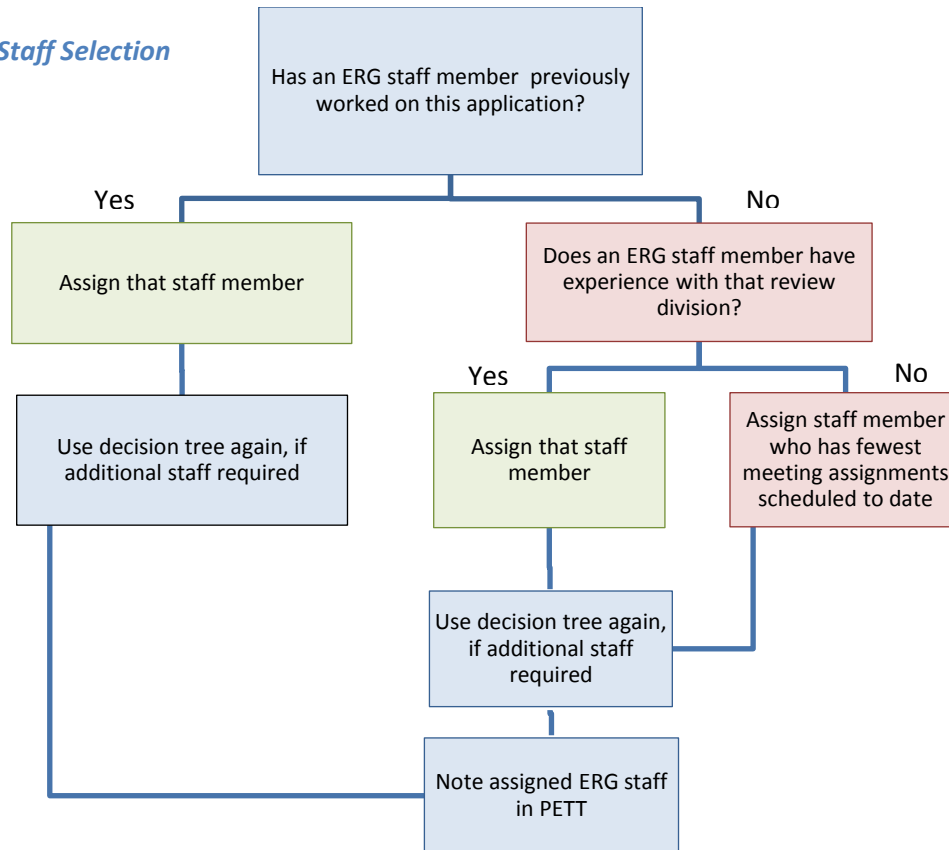 Staff Selection
Has an ERG staff member previously
worked on this application?
Yes
No
Assign that staff member
Does an ERG staff member have
experience with that review
division?
Yes
No
Use decision tree again, if
additional staff required
Assign that staff
member
Assign staff member
who has fewest
meeting assignments
scheduled to date
Use decision tree again,
if additional staff
required
Note assigned ERG staff
in PETT